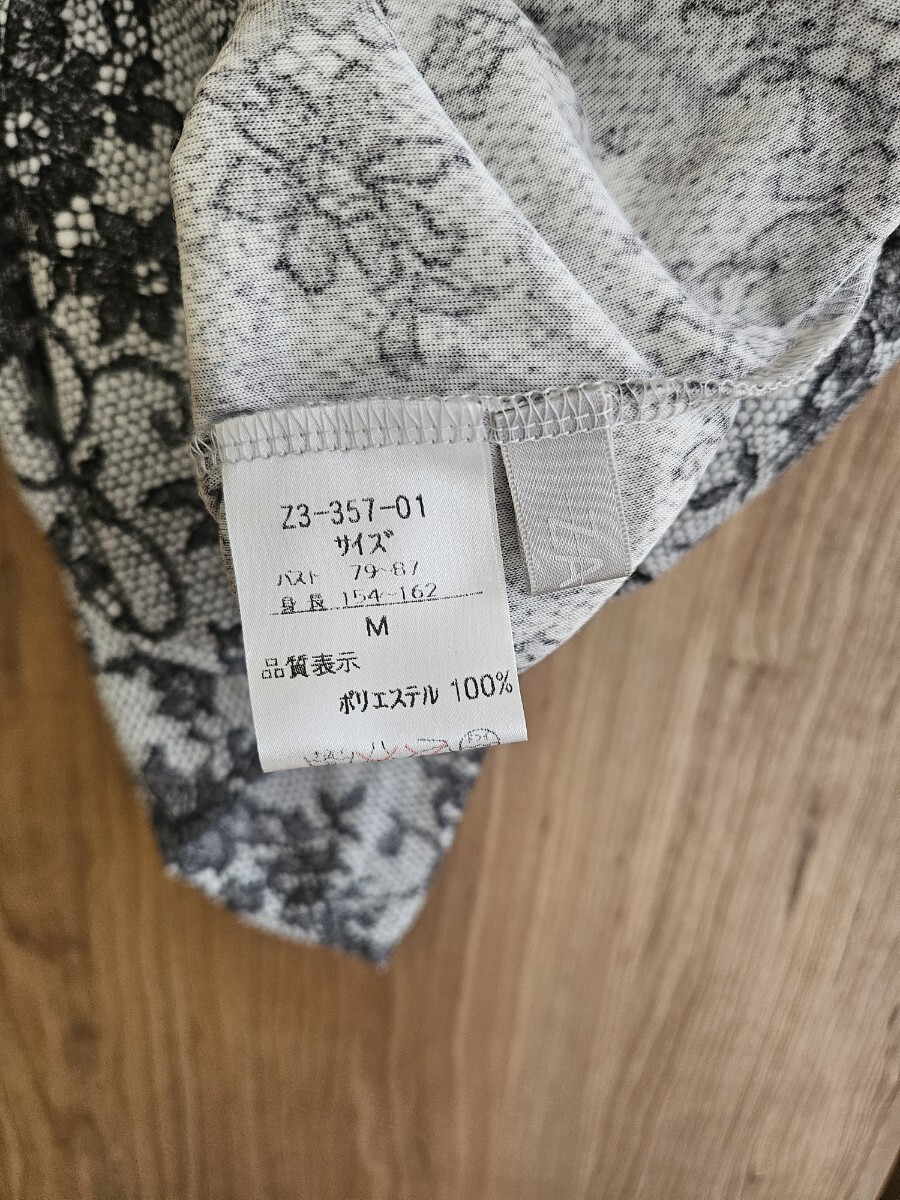 Z3-357-01
サイズ
バスト 79~87
身長 154~162
M
品質表示
ポリエステル 100%